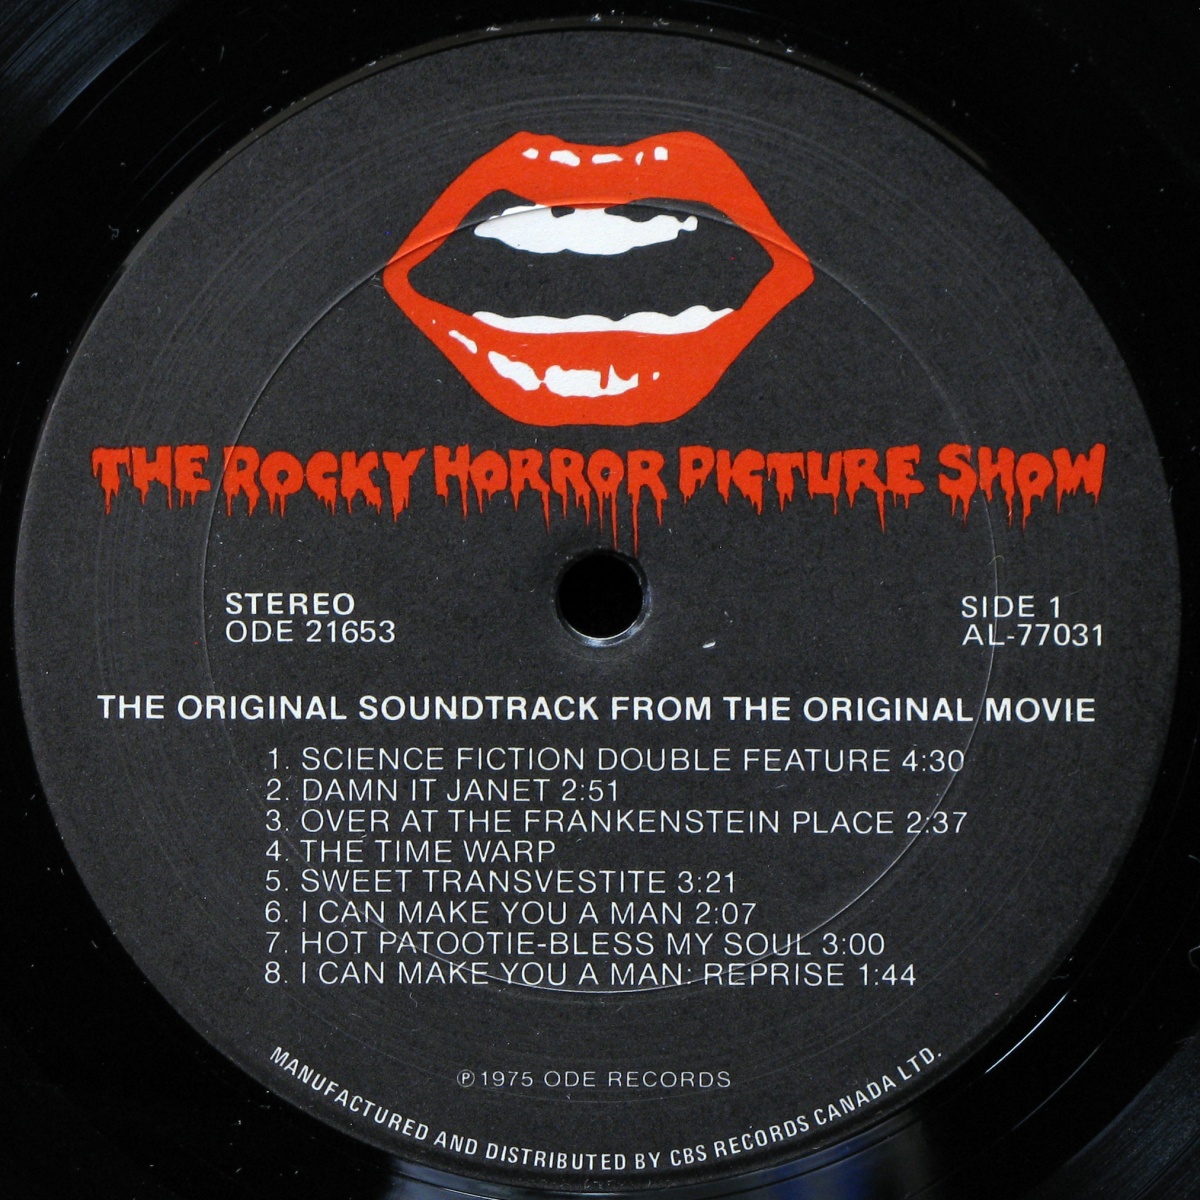 THE ROCKY HORROR PICTURE SHOW
STEREO
ODE 21653
SIDE 1
AL-77031
THE ORIGINAL SOUNDTRACK FROM THE ORIGINAL MOVIE
1. SCIENCE FICTION DOUBLE FEATURE 4:30
2. DAMN IT JANET 2:51
3. OVER AT THE FRANKENSTEIN PLACE 2:37
4. THE TIME WARP
5. SWEET TRANSVESTITE 3:21
6. I CAN MAKE YOU A MAN 2:07
7. HOT PATOOTIE-BLESS MY SOUL 3:00
8. I CAN MAKE YOU A MAN: REPRISE 1:44
℗ 1975 ODE RECORDS
MANUFACTURED AND DISTRIBUTED BY CBS RECORDS CANADA LTD.